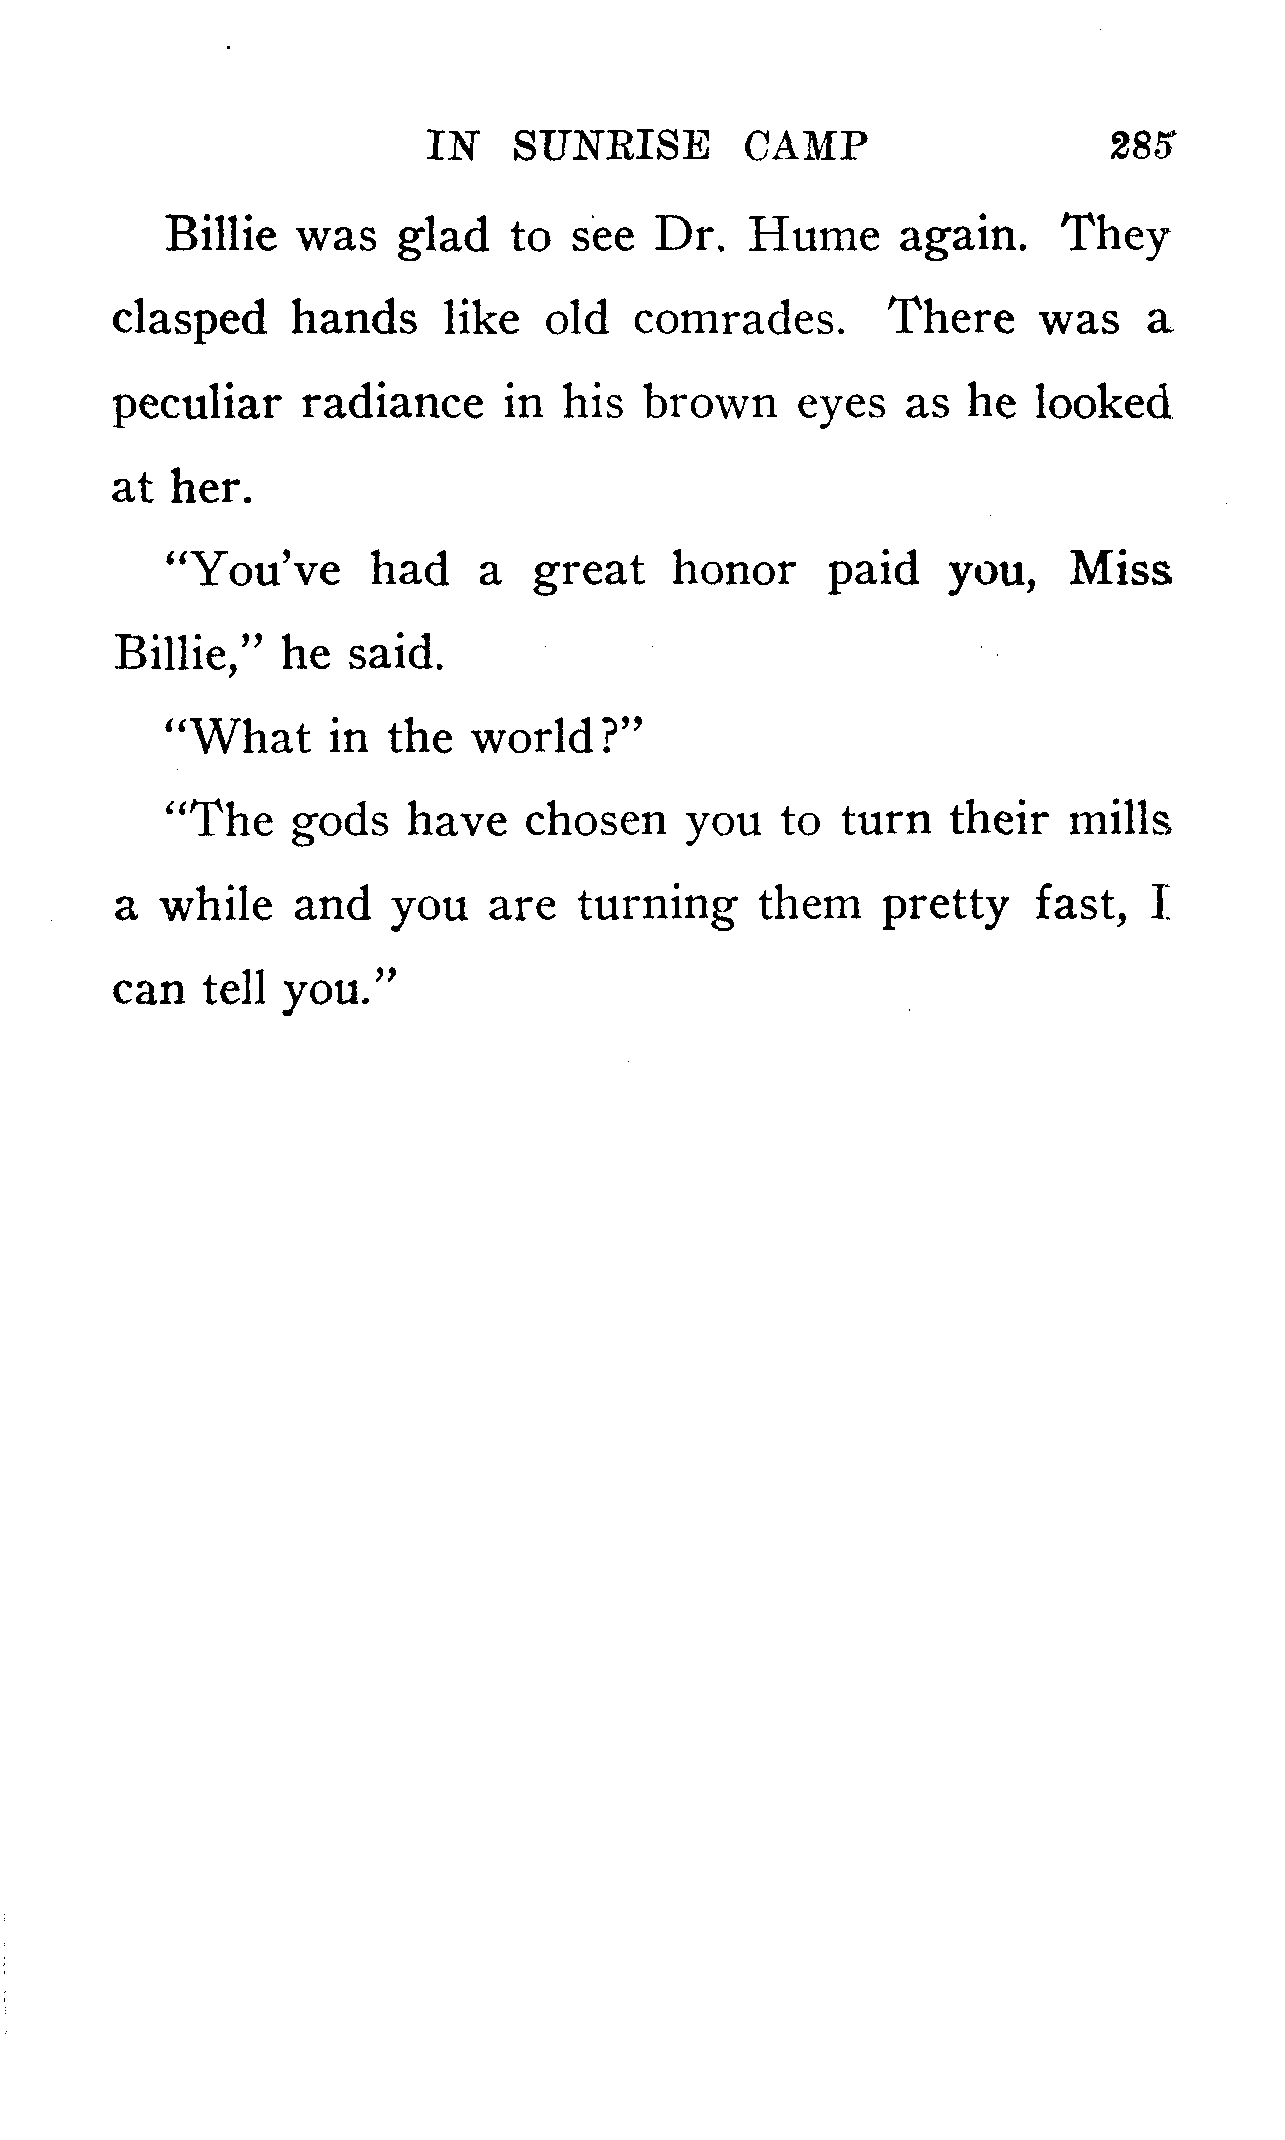 IN SUNRISE CAMP 285
Billie was glad to see Dr. Hume again. They
clasped hands like old comrades. There was a
peculiar radiance in his brown eyes as he looked
at her.
“You’ve had a great honor paid you, Miss
Billie,” he said.
“What in the world?”
“The gods have chosen you to turn their mills
a while and you are turning them pretty fast, I
can tell you.”